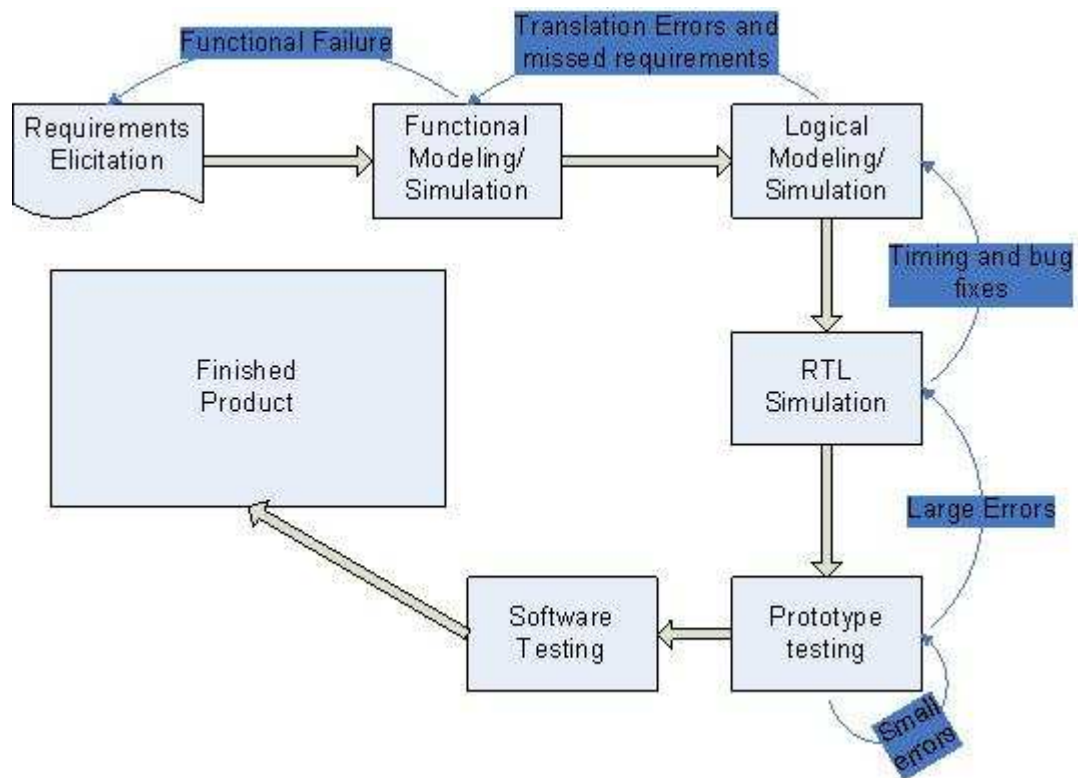 Functional Failure
Translation Errors and
missed requirements
Requirements
Elicitation
Functional
Modeling/
Simulation
Logical
Modeling/
Simulation
Timing and bug
fixes
Finished
Product
RTL
Simulation
Large Errors
Software
Testing
Prototype
testing
Small
errors